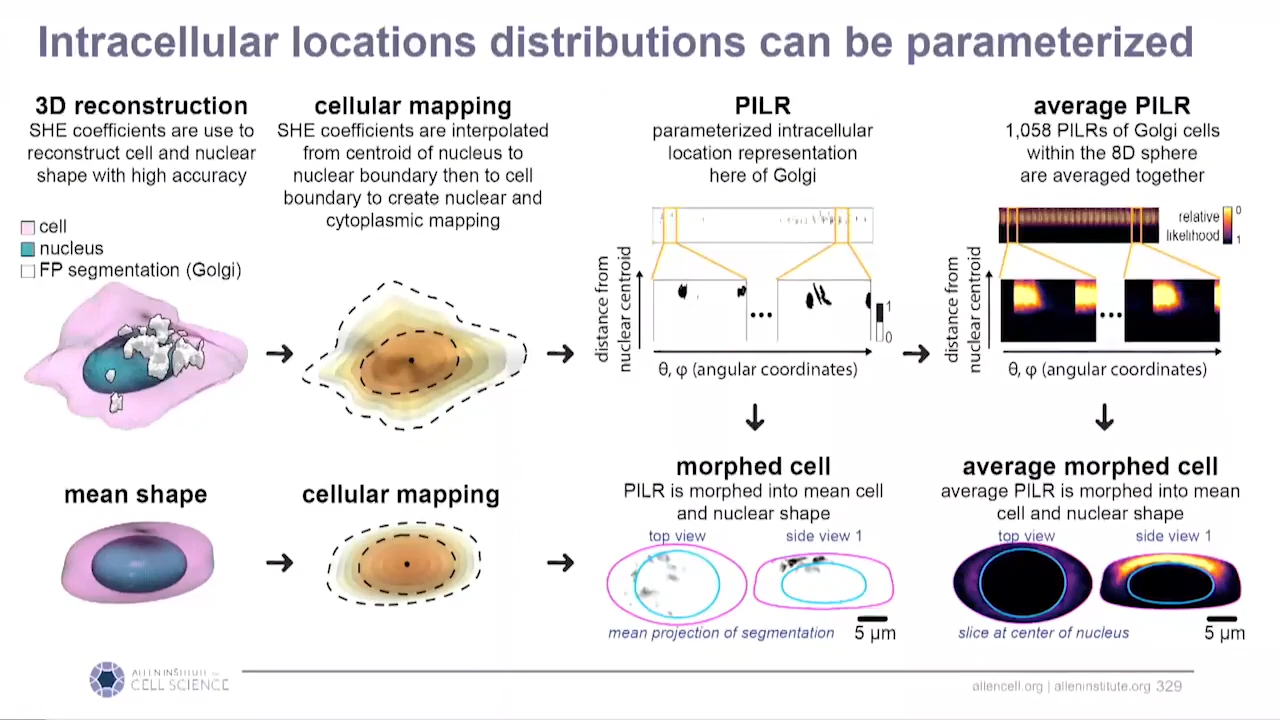 Intracellular locations distributions can be parameterized
3D reconstruction
SHE coefficients are use to
reconstruct cell and nuclear
shape with high accuracy
cell
nucleus
FP segmentation (Golgi)
cellular mapping
SHE coefficients are interpolated
from centroid of nucleus to
nuclear boundary then to cell
boundary to create nuclear and
cytoplasmic mapping
PILR
parameterized intracellular
location representation
here of Golgi
distance from
nuclear centroid
...
1
0
θ, φ (angular coordinates)
average PILR
1,058 PILRs of Golgi cells
within the 8D sphere
are averaged together
relative
likelihood
0
1
distance from
nuclear centroid
...
θ, φ (angular coordinates)
mean shape
cellular mapping
morphed cell
PILR is morphed into mean cell
and nuclear shape
top view
side view 1
mean projection of segmentation
5 μm
average morphed cell
average PILR is morphed into mean
cell and nuclear shape
top view
side view 1
slice at center of nucleus
5 μm
ALLEN INSTITUTE for
CELL SCIENCE
allencell.org | alleninstitute.org 329